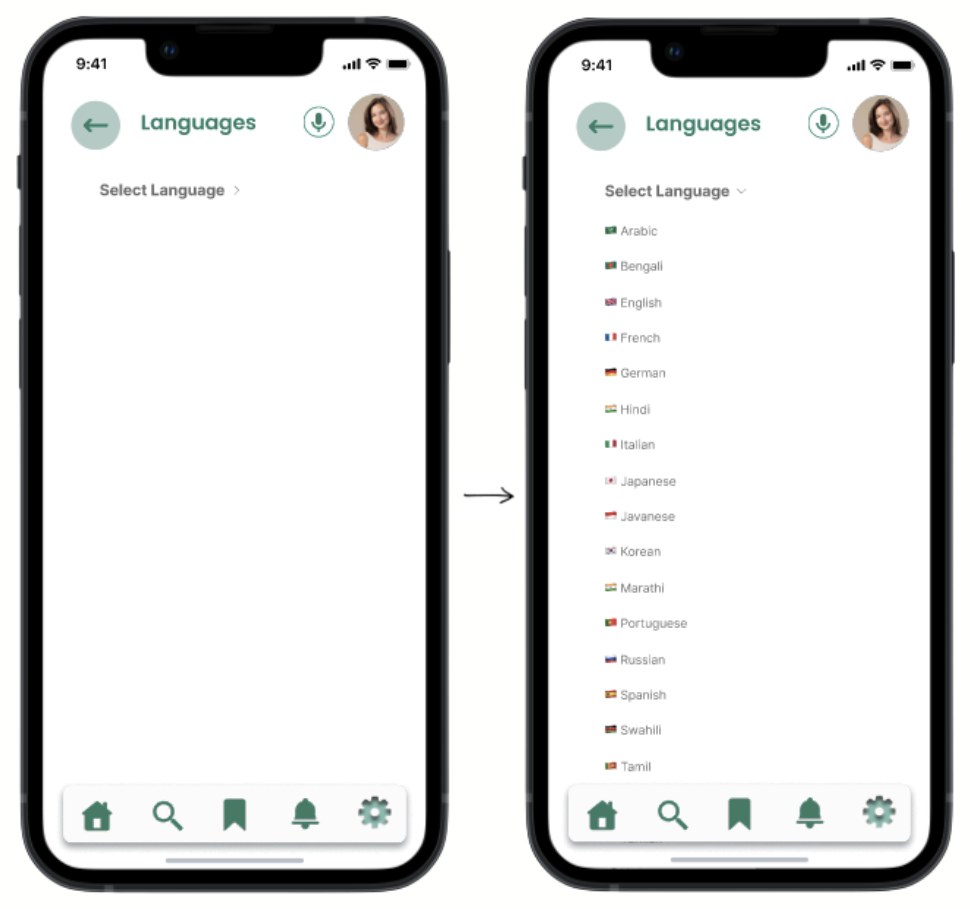 9:41
Languages
Select Language
9:41
Languages
Select Language
Arabic
Bengali
English
French
German
Hindi
Italian
Japanese
Javanese
Korean
Marathi
Portuguese
Russian
Spanish
Swahili
Tamil